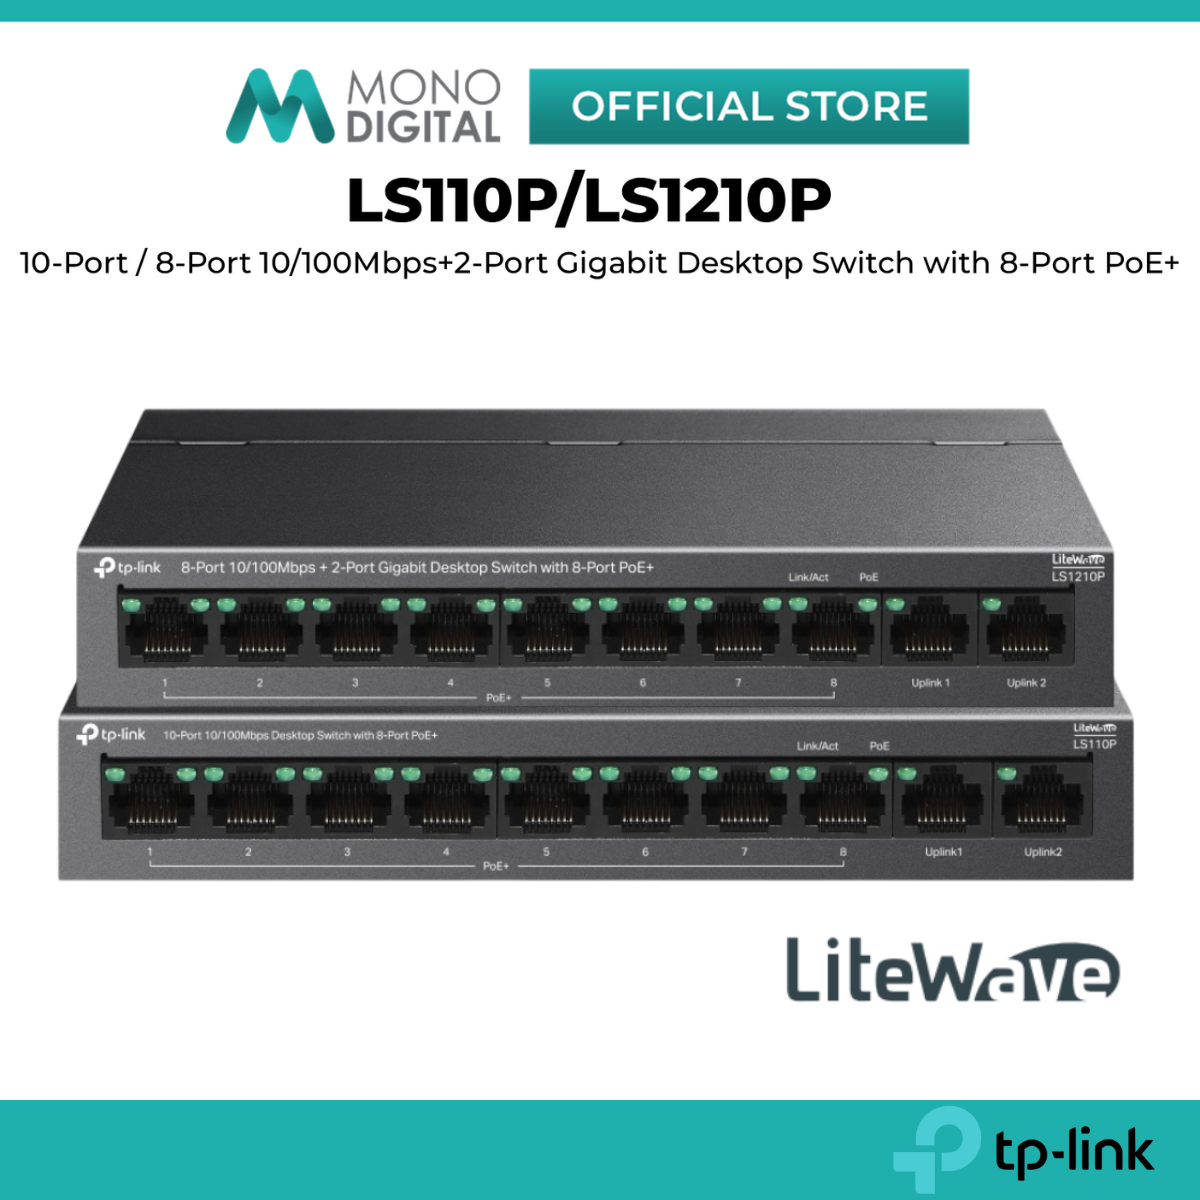 MONO
DIGITAL
OFFICIAL STORE
LS110P/LS1210P
10-Port / 8-Port 10/100Mbps+2-Port Gigabit Desktop Switch with 8-Port PoE+
tp-link 8-Port 10/100Mbps + 2-Port Gigabit Desktop Switch with 8-Port PoE+
LiteWave
LS1210P
Link/Act PoE
1 2 3 4 5 6 7 8 Uplink 1 Uplink 2
PoE+
tp-link 10-Port 10/100Mbps Desktop Switch with 8-Port PoE+
LiteWave
LS110P
Link/Act PoE
1 2 3 4 5 6 7 8 Uplink1 Uplink2
PoE+
LiteWave
tp-link